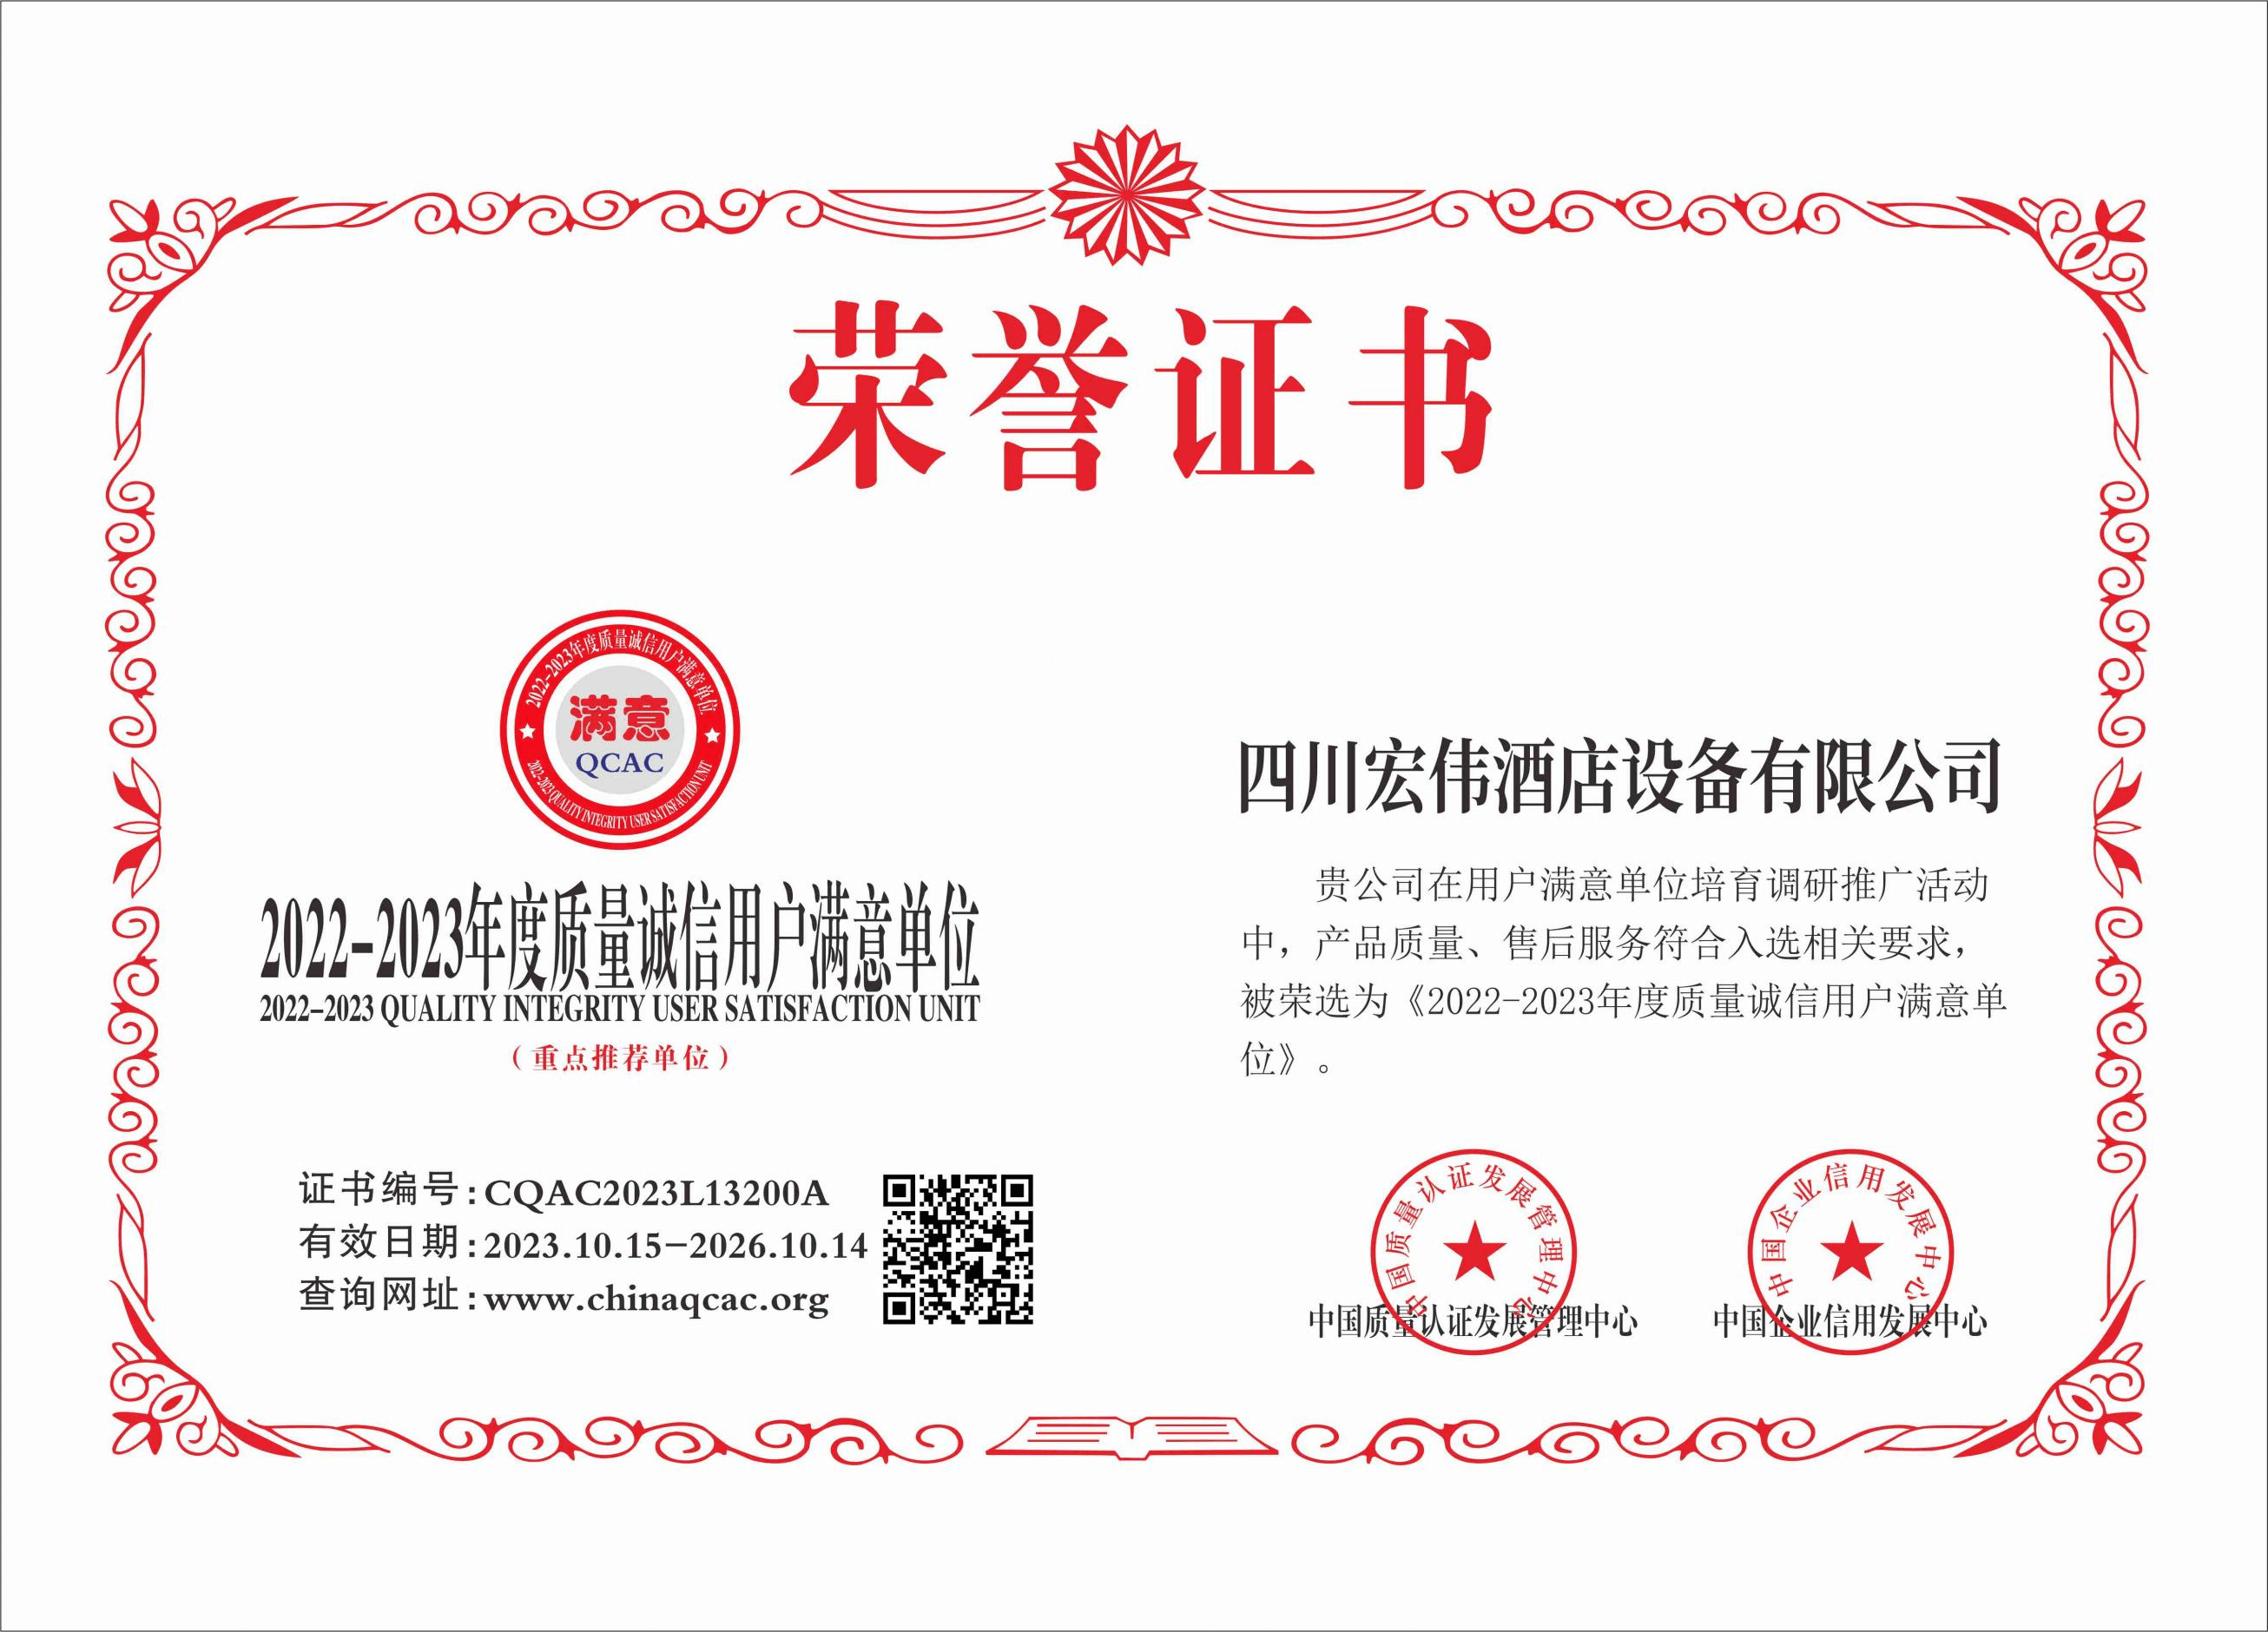 荣誉证书
2022-2023年度质量诚信用户满意单位
满意
QCAC
2022-2023 QUALITY INTEGRITY USER SATISFACTION UNIT
2022-2023年度质量诚信用户满意单位
2022-2023 QUALITY INTEGRITY USER SATISFACTION UNIT
（重点推荐单位）
证书编号:CQAC2023L13200A
有效日期:2023.10.15-2026.10.14
查询网址:www.chinaqcac.org
四川宏伟酒店设备有限公司
贵公司在用户满意单位培育调研推广活动
中，产品质量、售后服务符合入选相关要求，
被荣选为《2022-2023年度质量诚信用户满意单
位》。
中国质量认证发展管理中心
中国质量认证发展管理中心
中国企业信用发展中心
中国企业信用发展中心